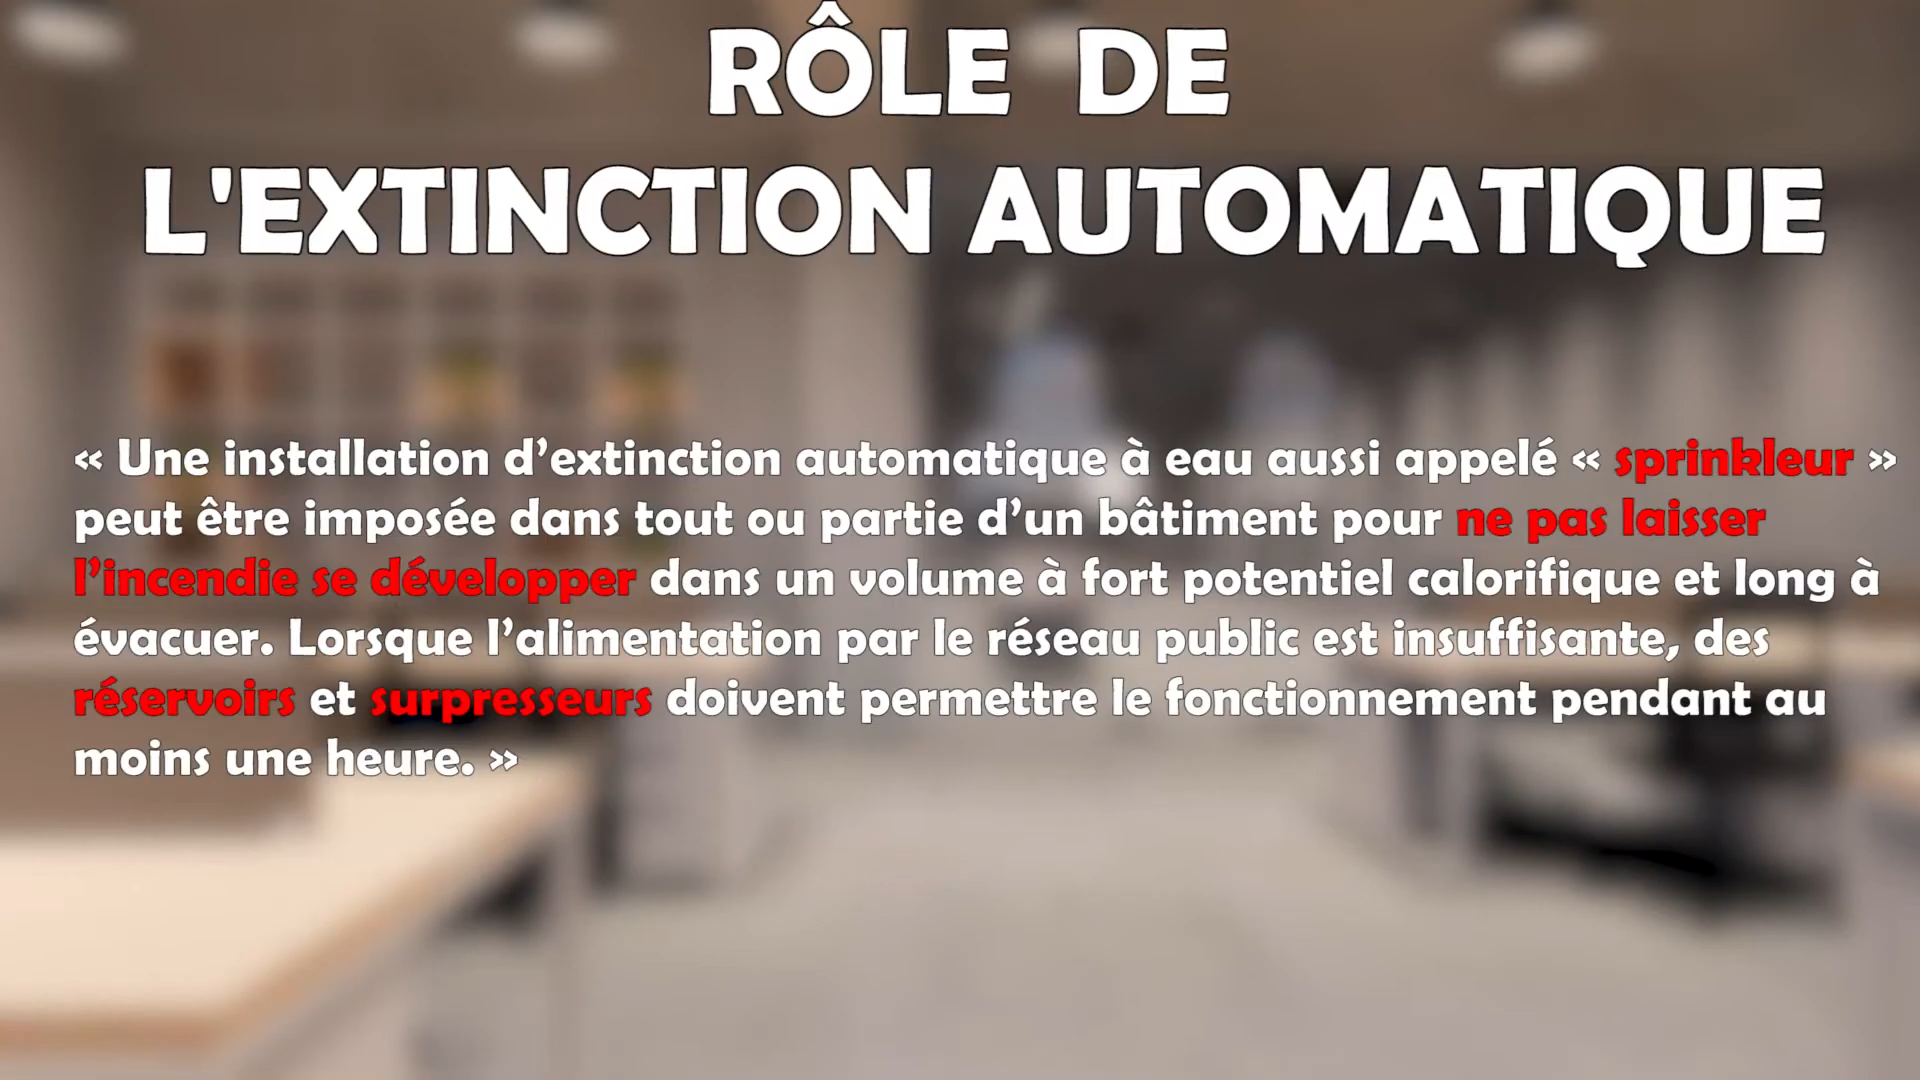 RÔLE DE
L'EXTINCTION AUTOMATIQUE
« Une installation d’extinction automatique à eau aussi appelé « sprinkleur »
peut être imposée dans tout ou partie d’un bâtiment pour ne pas laisser
l’incendie se développer dans un volume à fort potentiel calorifique et long à
évacuer. Lorsque l’alimentation par le réseau public est insuffisante, des
réservoirs et surpresseurs doivent permettre le fonctionnement pendant au
moins une heure. »